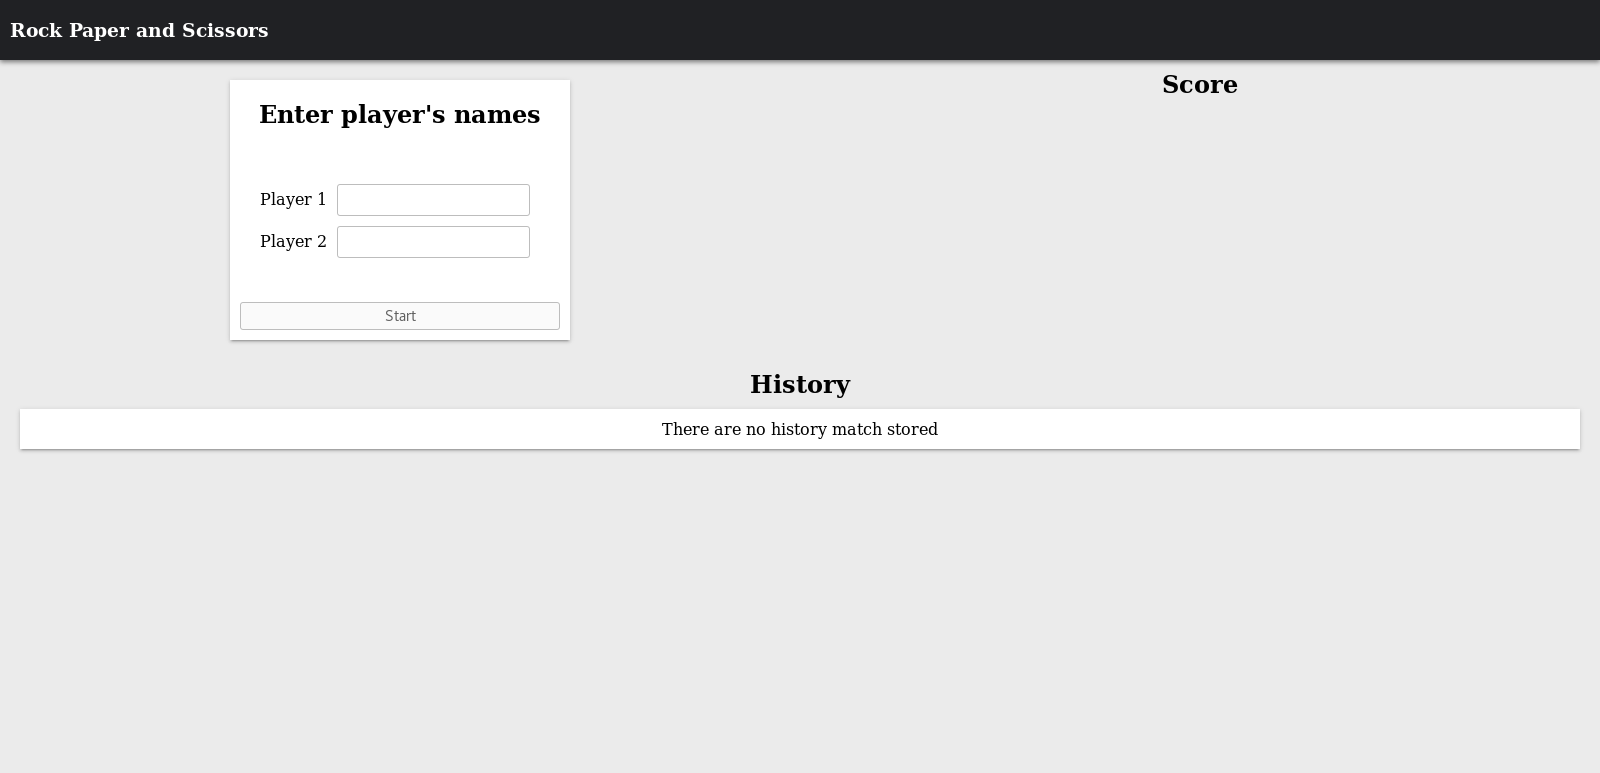 Rock Paper and Scissors
Enter player's names
Score
Player 1
Player 2
Start
History
There are no history match stored